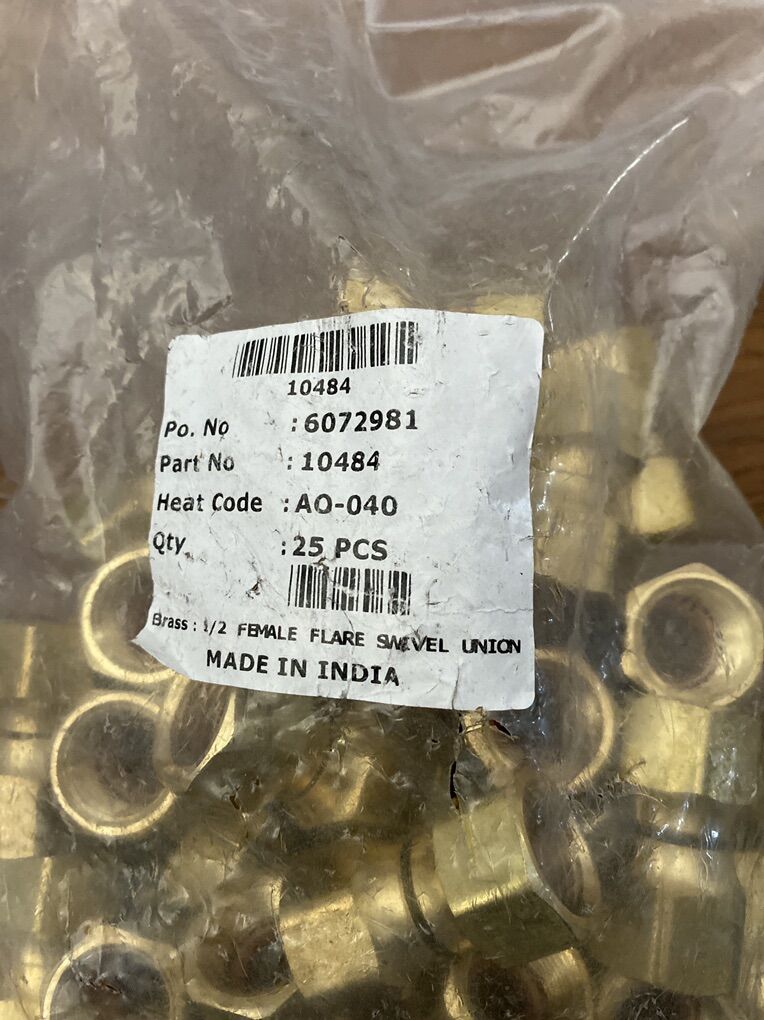 10484
Po. No : 6072981
Part No : 10484
Heat Code : AO-040
Qty : 25 PCS
Brass : 1/2 FEMALE FLARE SWIVEL UNION
MADE IN INDIA